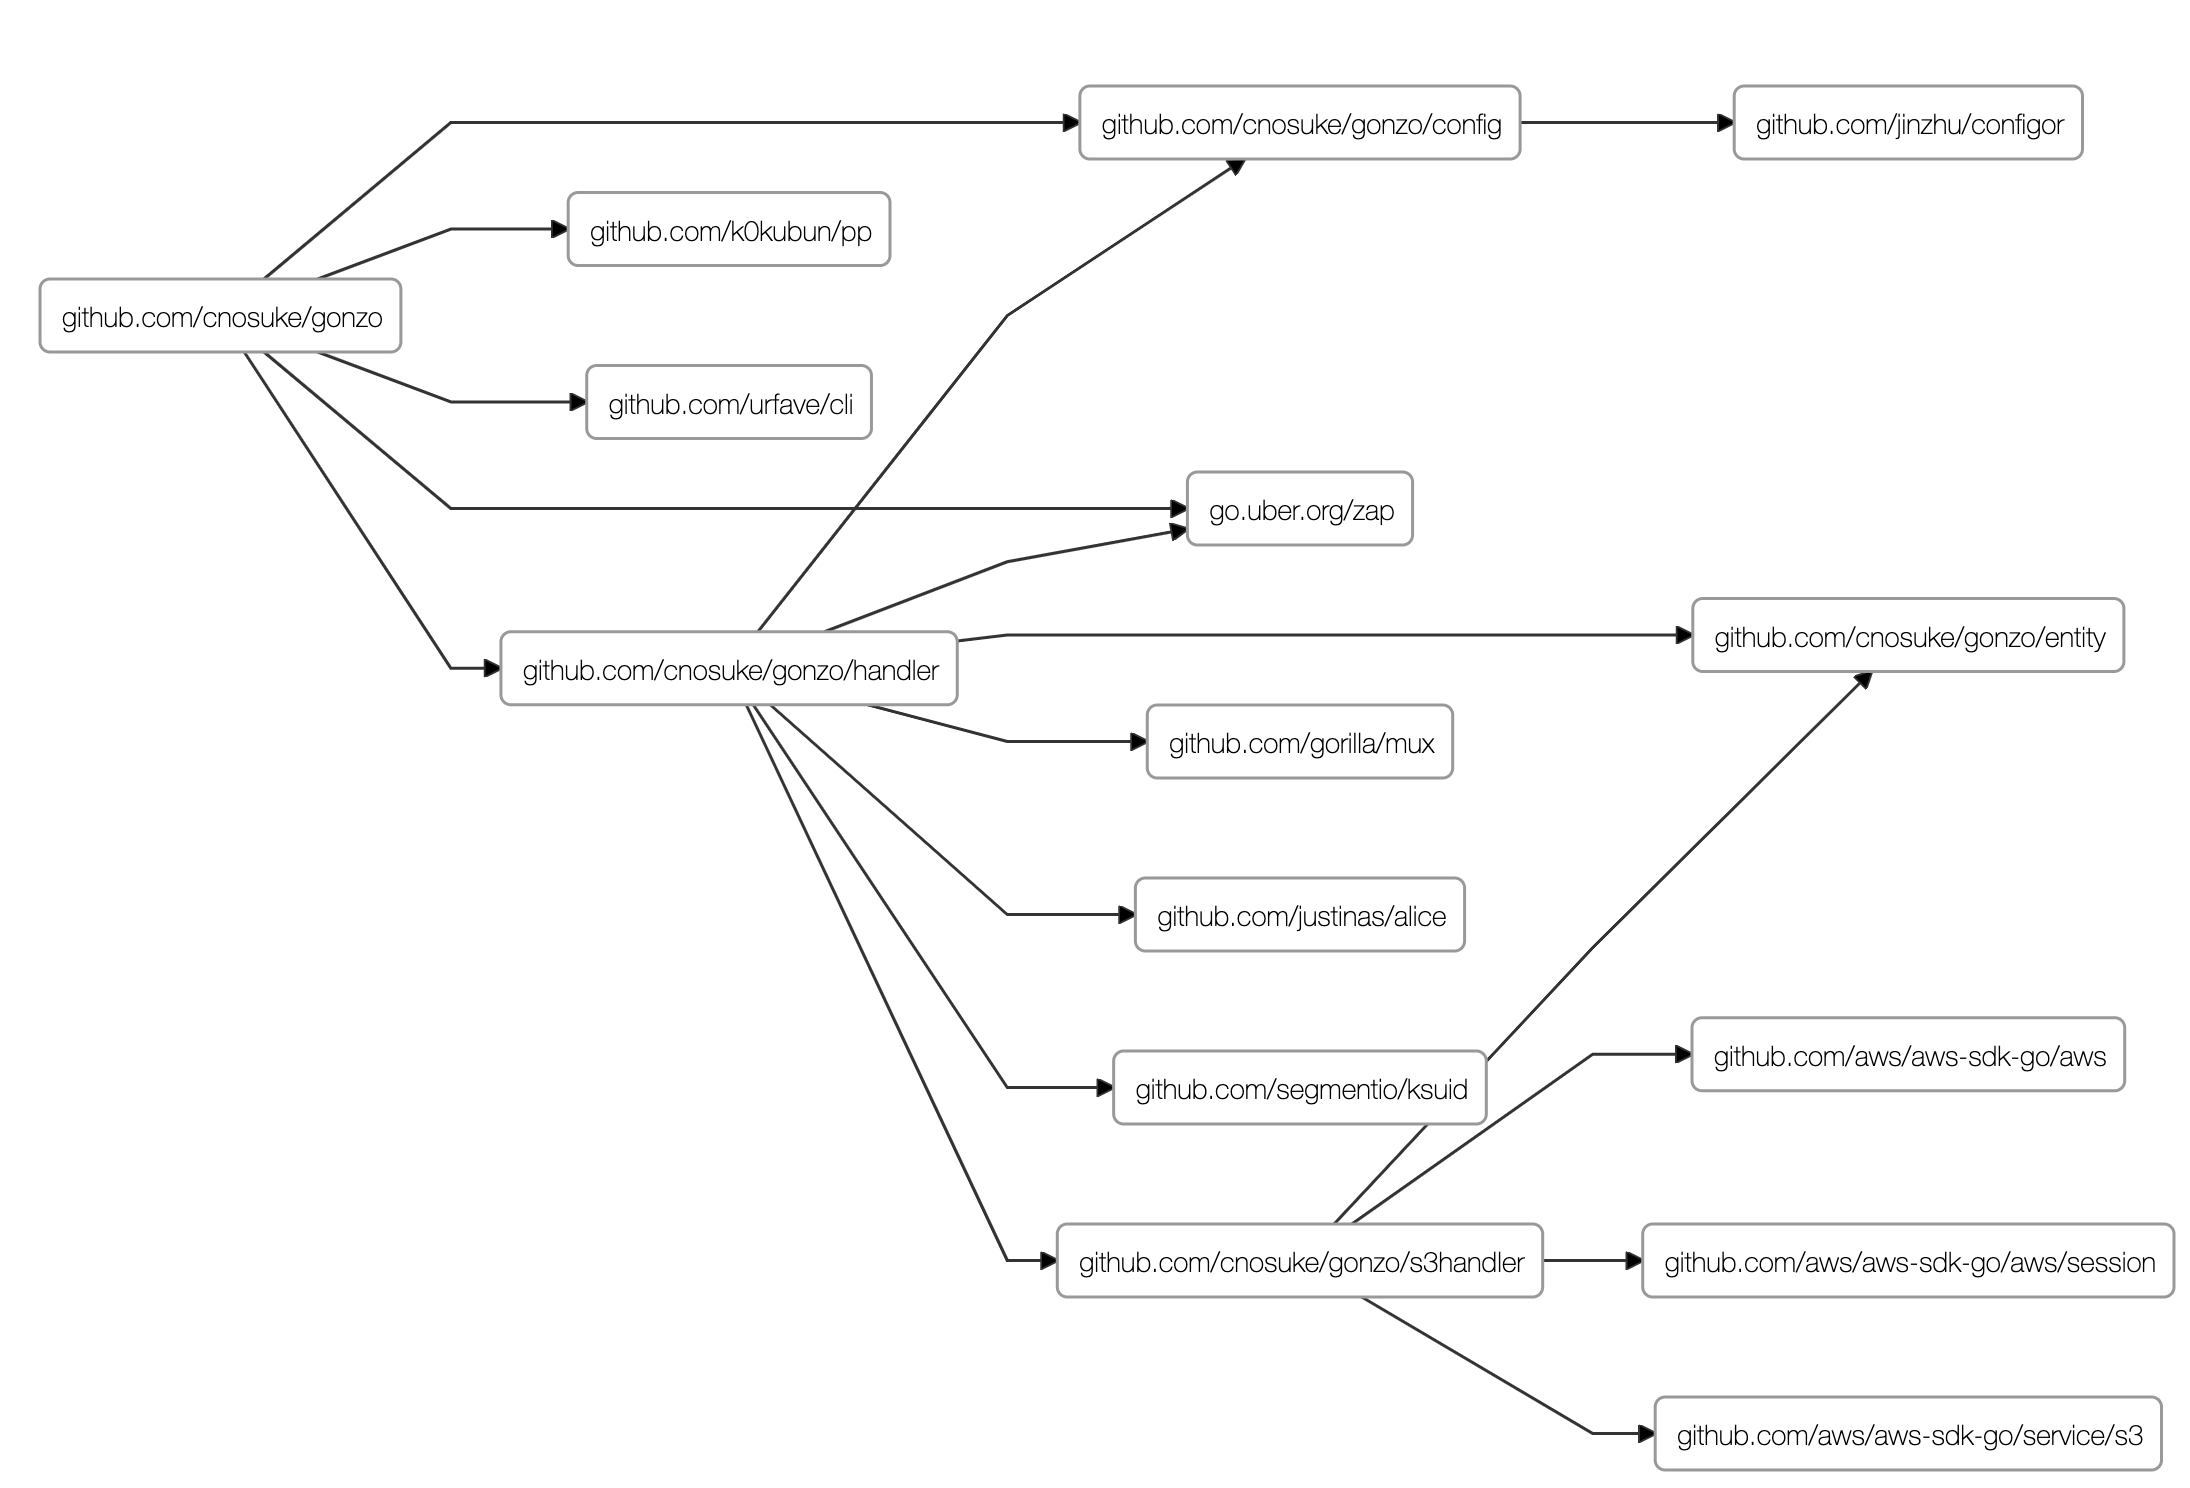 github.com/cnosuke/gonzo/config
github.com/jinzhu/configor
github.com/k0kubun/pp
github.com/cnosuke/gonzo
github.com/urfave/cli
go.uber.org/zap
github.com/cnosuke/gonzo/entity
github.com/cnosuke/gonzo/handler
github.com/gorilla/mux
github.com/justinas/alice
github.com/aws/aws-sdk-go/aws
github.com/segmentio/ksuid
github.com/cnosuke/gonzo/s3handler
github.com/aws/aws-sdk-go/aws/session
github.com/aws/aws-sdk-go/service/s3